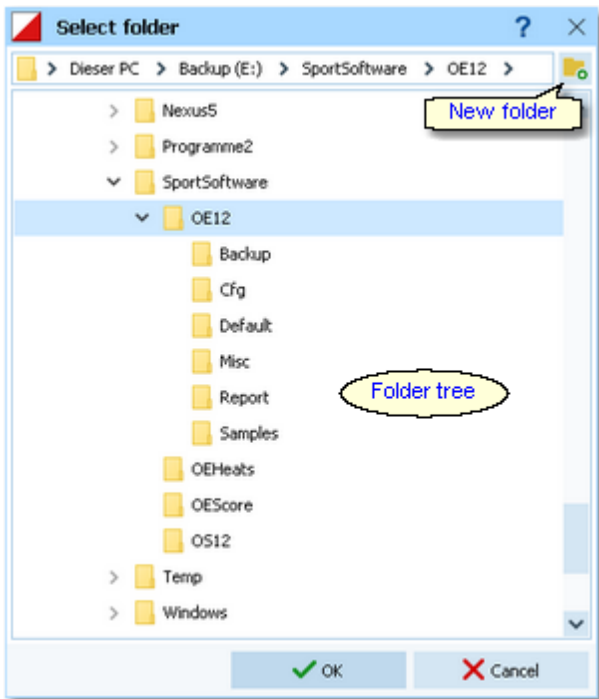 Select folder ?
Dieser PC > Backup (E:) > SportSoftware > OE12 >
New folder
Nexus5
Programme2
SportSoftware
OE12
Backup
Cfg
Default
Misc
Report
Folder tree
Samples
OEHeats
OEScore
OS12
Temp
Windows
OK Cancel